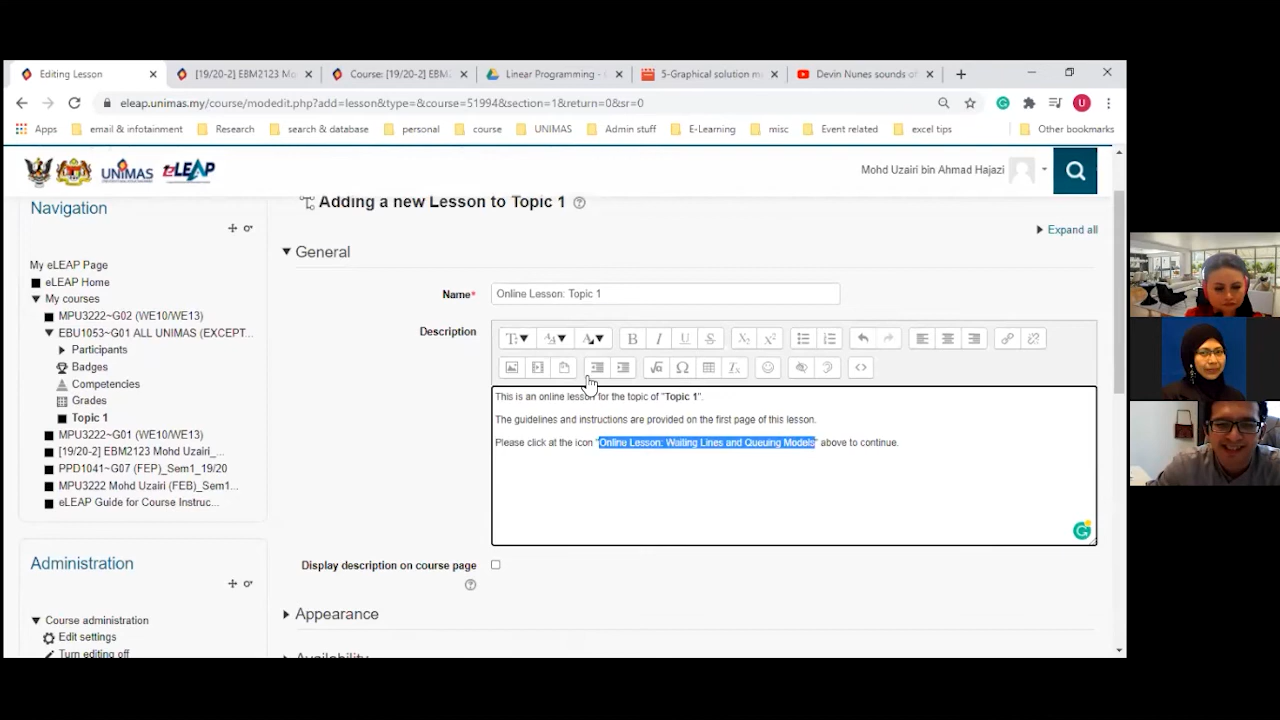 Editing Lesson
[19/20-2] EBM2123 Mo
Course: [19/20-2] EBM
Linear Programming -
5-Graphical solution m
Devin Nunes sounds of
eleap.unimas.my/course/modedit.php?add=lesson&type=&course=51994&section=1&return=0&sr=0
U
Apps
email & infotainment
Research
search & database
personal
course
UNIMAS
Admin stuff
E-Learning
misc
Event related
excel tips
Other bookmarks
UNIMAS
eLEAP
Mohd Uzairi bin Ahmad Hajazi
Navigation
My eLEAP Page
eLEAP Home
My courses
MPU3222~G02 (WE10/WE13)
EBU1053~G01 ALL UNIMAS (EXCEPT...
Participants
Badges
Competencies
Grades
Topic 1
MPU3222~G01 (WE10/WE13)
[19/20-2] EBM2123 Mohd Uzairi_...
PPD1041~G07 (FEP)_Sem1_19/20
MPU3222 Mohd Uzairi (FEB)_Sem1...
eLEAP Guide for Course Instruc...
Administration
Course administration
Edit settings
Turn editing off
Adding a new Lesson to Topic 1
Expand all
General
Name*
Online Lesson: Topic 1
Description
This is an online lesson for the topic of "Topic 1".
The guidelines and instructions are provided on the first page of this lesson.
Please click at the icon "Online Lesson: Waiting Lines and Queuing Models" above to continue.
Display description on course page
Appearance
Availability